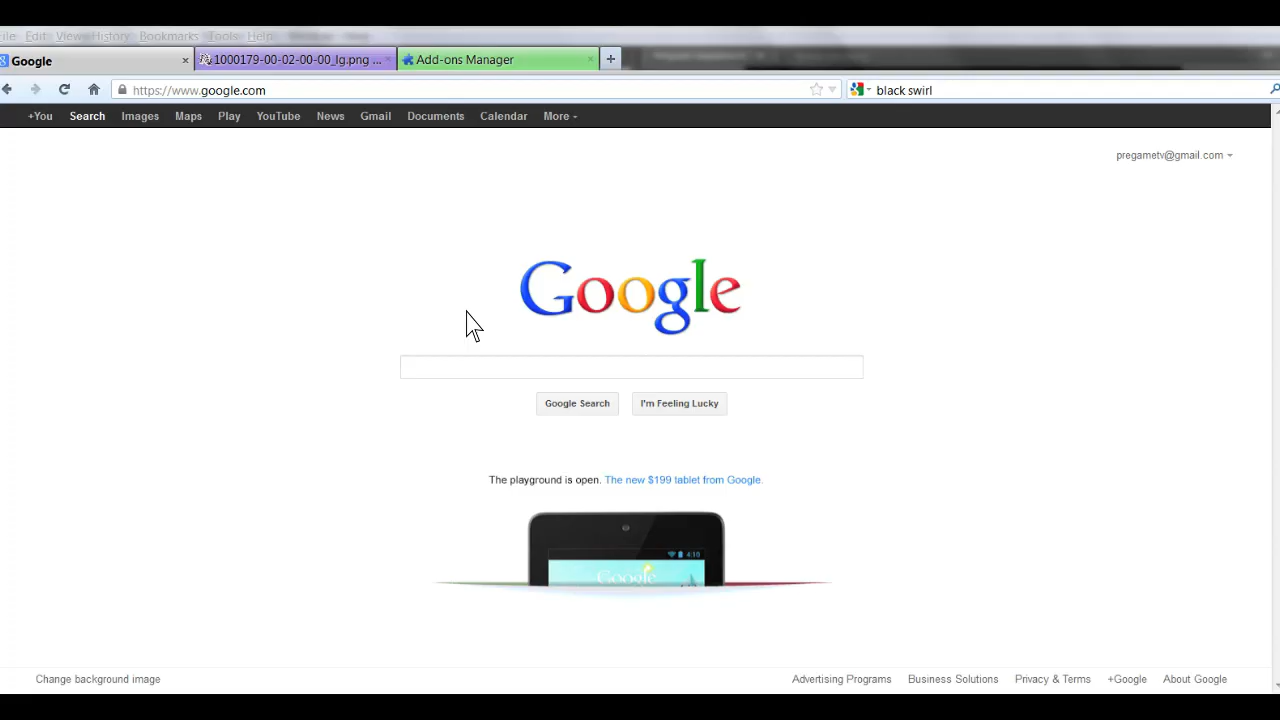 File Edit View History Bookmarks Tools Help
Google 1000179-00-02-00-00_lg.png ... Add-ons Manager
https://www.google.com black swirl
+You Search Images Maps Play YouTube News Gmail Documents Calendar More
pregametv@gmail.com
Google
Google Search I'm Feeling Lucky
The playground is open. The new $199 tablet from Google.
4:10
Google
Change background image Advertising Programs Business Solutions Privacy & Terms +Google About Google